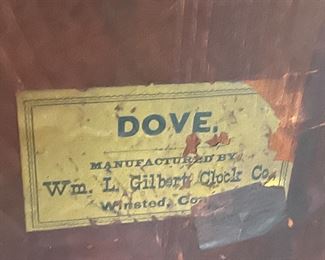 DOVE.
MANUFACTURED BY
Wm. L. Gilbert Clock Co.
Winsted,